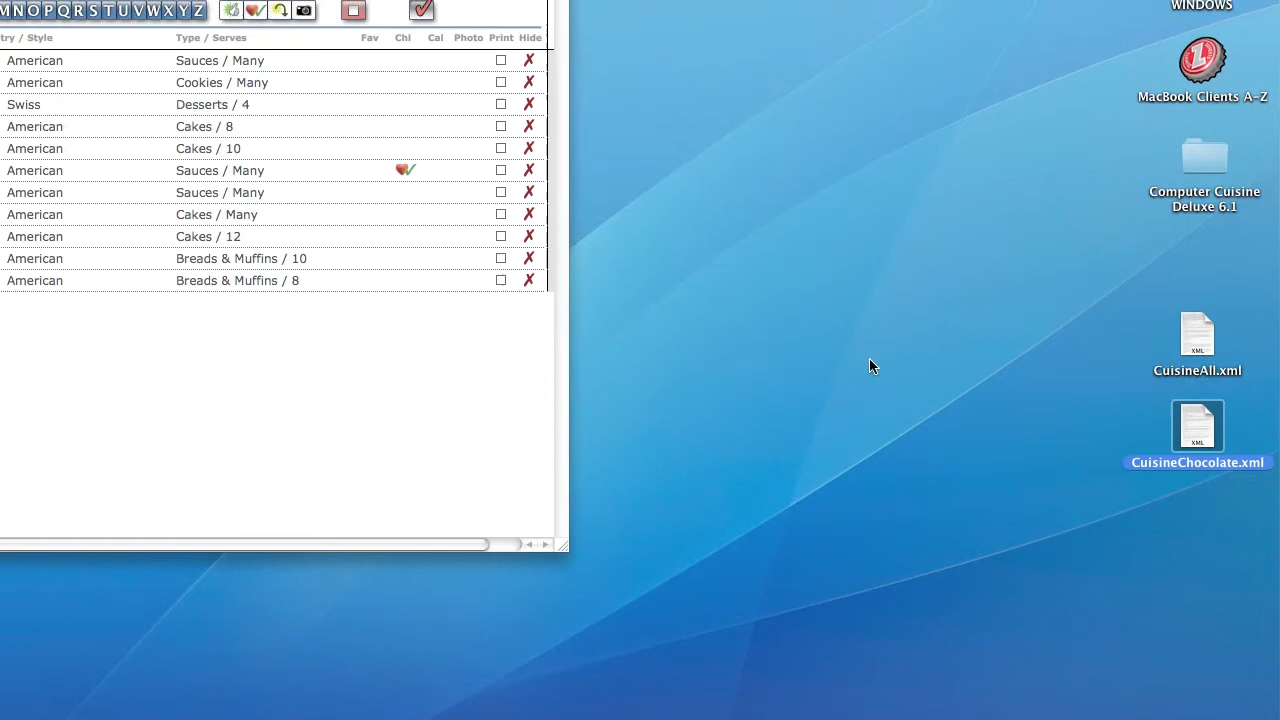 MNOPQRSTUVWXYZ
try / Style Type / Serves Fav Chl Cal Photo Print Hide
American Sauces / Many
American Cookies / Many
Swiss Desserts / 4
American Cakes / 8
American Cakes / 10
American Sauces / Many
American Sauces / Many
American Cakes / Many
American Cakes / 12
American Breads & Muffins / 10
American Breads & Muffins / 8
WINDOWS
MacBook Clients A-Z
Computer Cuisine
Deluxe 6.1
XML
CuisineAll.xml
XML
CuisineChocolate.xml